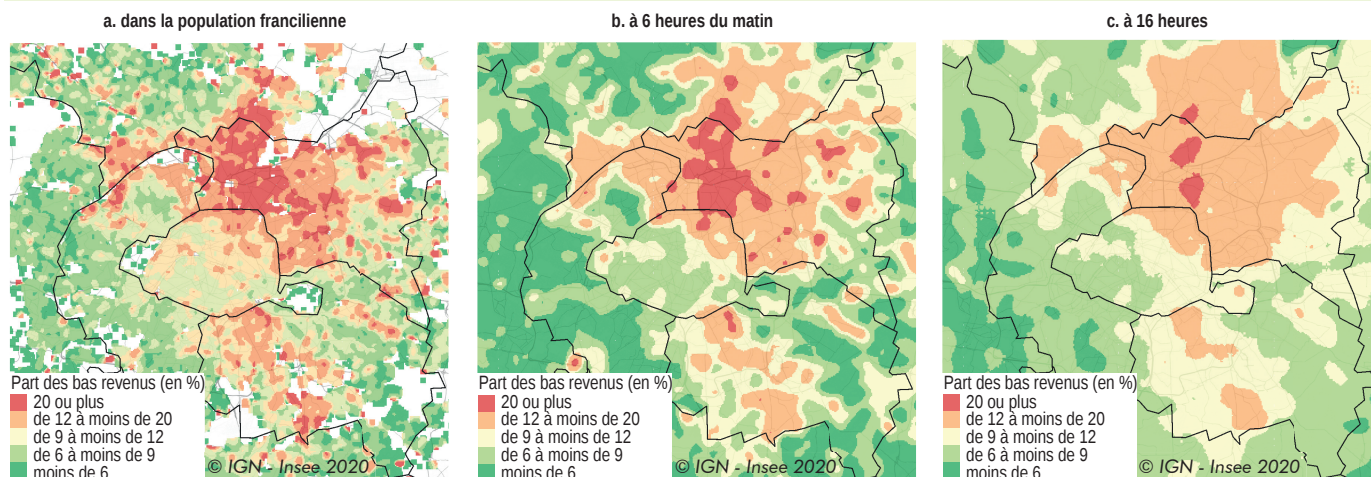 a. dans la population francilienne
b. à 6 heures du matin
c. à 16 heures
Part des bas revenus (en %)
20 ou plus
de 12 à moins de 20
de 9 à moins de 12
de 6 à moins de 9
moins de 6
© IGN - Insee 2020
Part des bas revenus (en %)
20 ou plus
de 12 à moins de 20
de 9 à moins de 12
de 6 à moins de 9
moins de 6
© IGN - Insee 2020
Part des bas revenus (en %)
20 ou plus
de 12 à moins de 20
de 9 à moins de 12
de 6 à moins de 9
moins de 6
© IGN - Insee 2020